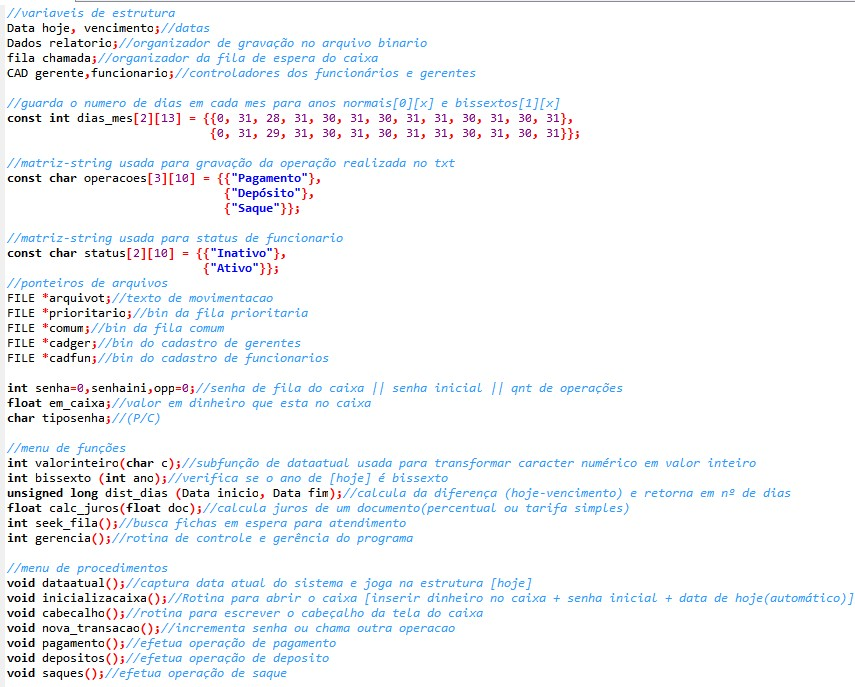 //variaveis de estrutura
Data hoje, vencimento;//datas
Dados relatorio;//organizador de gravação no arquivo binario
fila chamada;//organizador da fila de espera do caixa
CAD gerente,funcionario;//controladores dos funcionários e gerentes
//guarda o numero de dias em cada mes para anos normais[0][x] e bissextos[1][x]
const int dias_mes[2][13] = {{0, 31, 28, 31, 30, 31, 30, 31, 31, 30, 31, 30, 31},
{0, 31, 29, 31, 30, 31, 30, 31, 31, 30, 31, 30, 31}};
//matriz-string usada para gravação da operação realizada no txt
const char operacoes[3][10] = {{"Pagamento"},
{"Depósito"},
{"Saque"}};
//matriz-string usada para status de funcionario
const char status[2][10] = {{"Inativo"},
{"Ativo"}};
//ponteiros de arquivos
FILE *arquivot;//texto de movimentacao
FILE *prioritario;//bin da fila prioritaria
FILE *comum;//bin da fila comum
FILE *cadger;//bin do cadastro de gerentes
FILE *cadfun;//bin do cadastro de funcionarios
int senha=0,senhaini,opp=0;//senha de fila do caixa || senha inicial || qnt de operações
float em_caixa;//valor em dinheiro que esta no caixa
char tiposenha;//(P/C)
//menu de funções
int valorinteiro(char c);//subfunção de dataatual usada para transformar caracter numérico em valor inteiro
int bissexto (int ano);//verifica se o ano de [hoje] é bissexto
unsigned long dist_dias (Data inicio, Data fim);//calcula da diferença (hoje-vencimento) e retorna em nº de dias
float calc_juros(float doc);//calcula juros de um documento(percentual ou tarifa simples)
int seek_fila();//busca fichas em espera para atendimento
int gerencia();//rotina de controle e gerência do programa
//menu de procedimentos
void dataatual();//captura data atual do sistema e joga na estrutura [hoje]
void inicializacaixa();//Rotina para abrir o caixa [inserir dinheiro no caixa + senha inicial + data de hoje(automático)]
void cabecalho();//rotina para escrever o cabeçalho da tela do caixa
void nova_transacao();//incrementa senha ou chama outra operacao
void pagamento();//efetua operação de pagamento
void depositos();//efetua operação de deposito
void saques();//efetua operação de saque